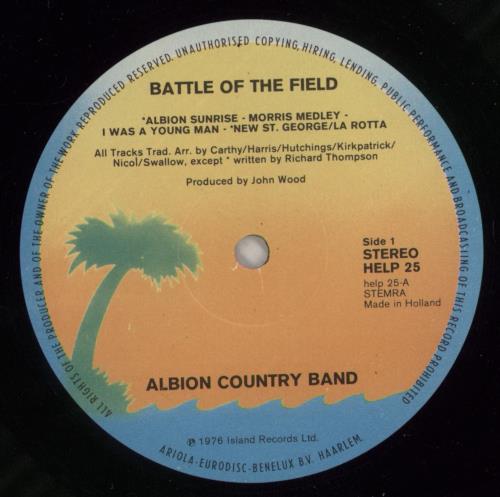 ALL RIGHTS OF THE PRODUCER AND OF THE OWNER OF THE WORK REPRODUCED RESERVED. UNAUTHORISED COPYING, HIRING, LENDING, PUBLIC PERFORMANCE AND BROADCASTING OF THIS RECORD PROHIBITED
BATTLE OF THE FIELD
*ALBION SUNRISE - MORRIS MEDLEY -
I WAS A YOUNG MAN - *NEW ST. GEORGE/LA ROTTA
All Tracks Trad. Arr. by Carthy/Harris/Hutchings/Kirkpatrick/
Nicol/Swallow, except * written by Richard Thompson
Produced by John Wood
Side 1
STEREO
HELP 25
help 25-A
STEMRA
Made in Holland
ALBION COUNTRY BAND
℗ 1976 Island Records Ltd.
ARIOLA-EURODISC-BENELUX B.V. HAARLEM.